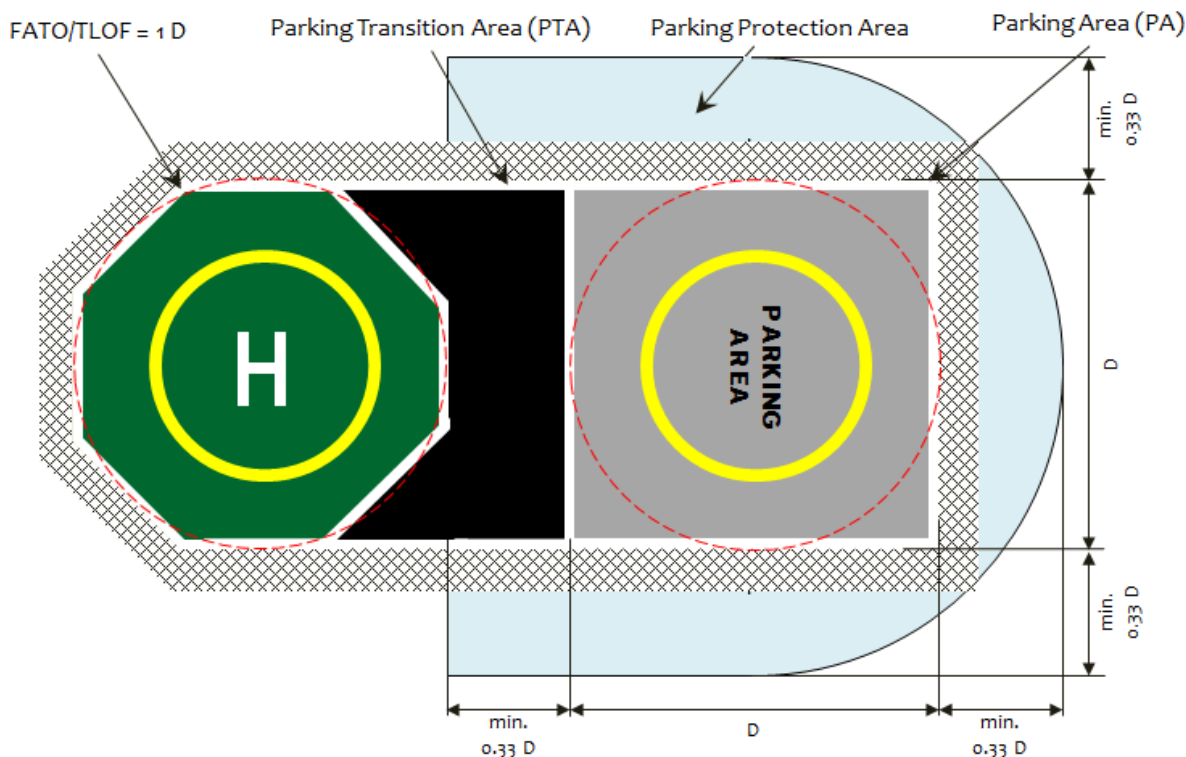 FATO/TLOF = 1 D
Parking Transition Area (PTA)
Parking Protection Area
Parking Area (PA)
min.
0.33 D
H
PARKING
AREA
D
min.
0.33 D
min.
0.33 D
D
min.
0.33 D